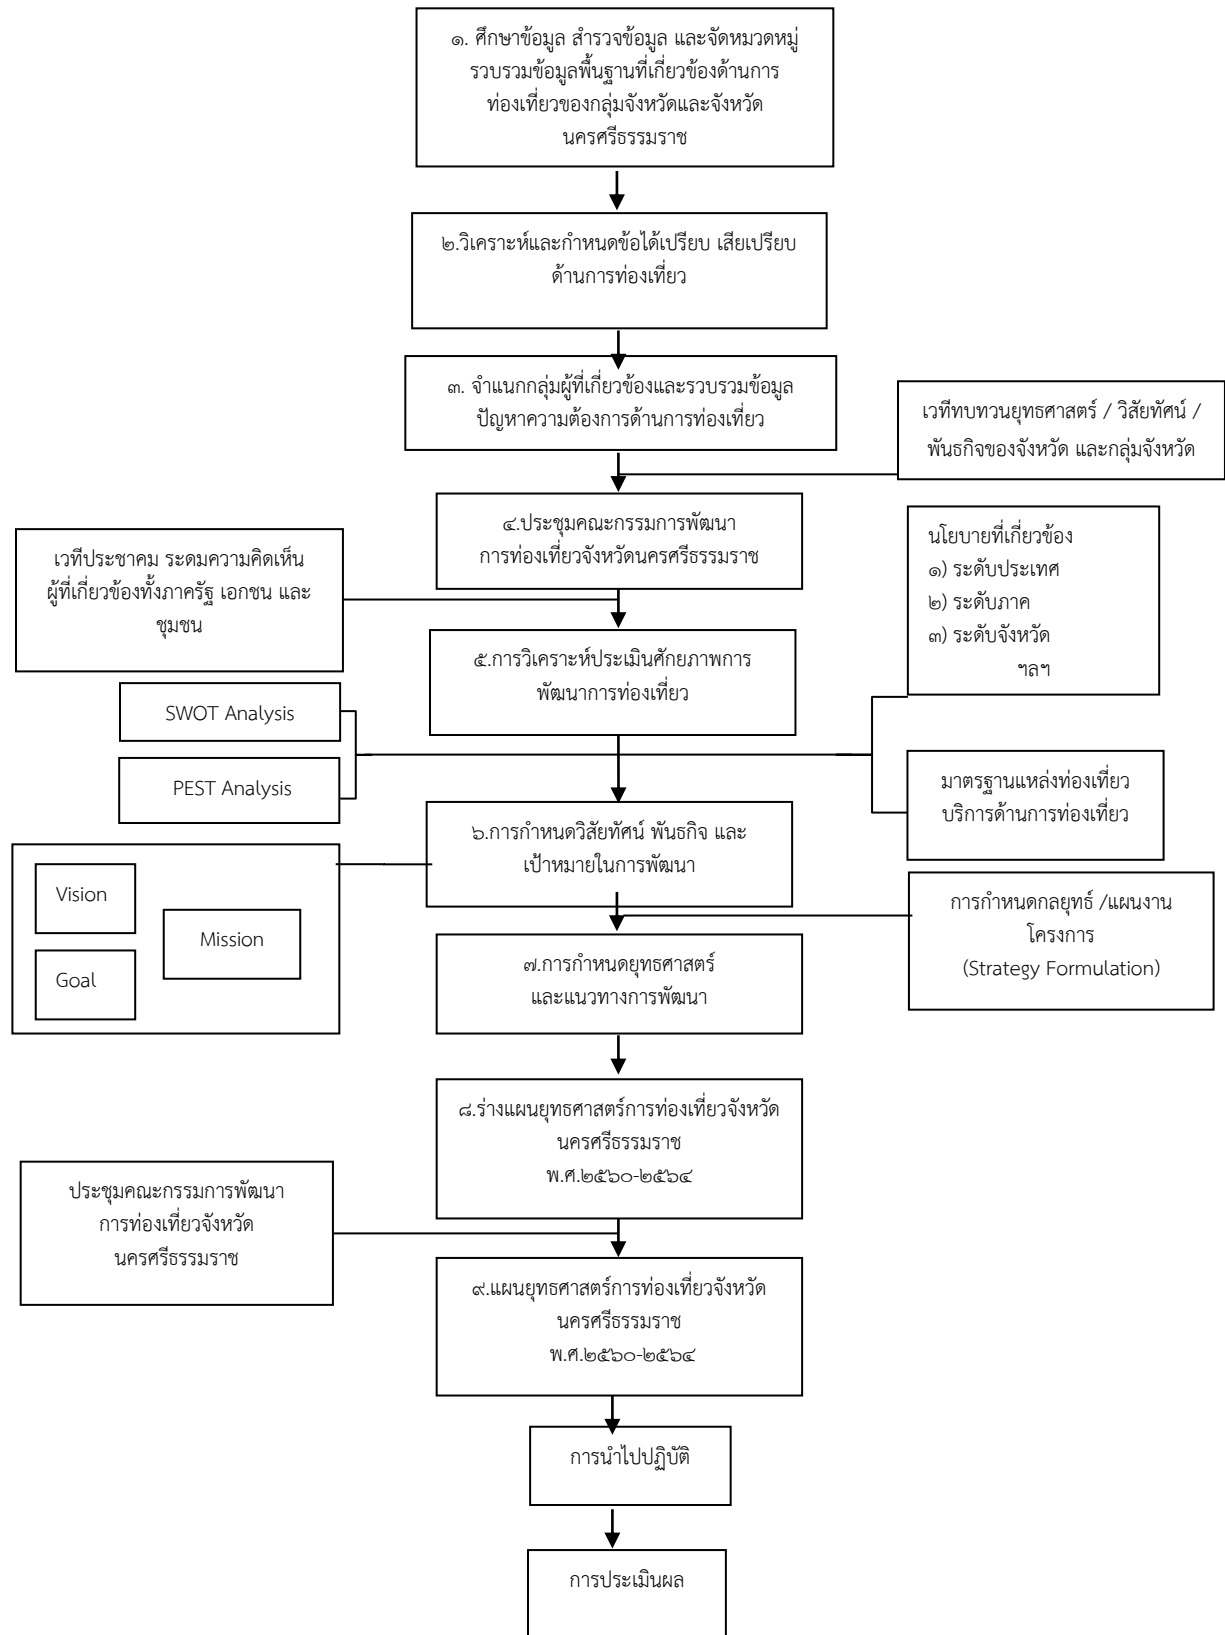 ๑. ศึกษาข้อมูล สำรวจข้อมูล และจัดหมวดหมู่
รวบรวมข้อมูลพื้นฐานที่เกี่ยวข้องด้านการ
ท่องเที่ยวของกลุ่มจังหวัดและจังหวัด
นครศรีธรรมราช
๒.วิเคราะห์และกำหนดข้อได้เปรียบ เสียเปรียบ
ด้านการท่องเที่ยว
๓. จำแนกกลุ่มผู้ที่เกี่ยวข้องและรวบรวมข้อมูล
ปัญหาความต้องการด้านการท่องเที่ยว
เวทีทบทวนยุทธศาสตร์ / วิสัยทัศน์ /
พันธกิจของจังหวัด และกลุ่มจังหวัด
๔.ประชุมคณะกรรมการพัฒนา
การท่องเที่ยวจังหวัดนครศรีธรรมราช
เวทีประชาคม ระดมความคิดเห็น
ผู้ที่เกี่ยวข้องทั้งภาครัฐ เอกชน และ
ชุมชน
นโยบายที่เกี่ยวข้อง
๑) ระดับประเทศ
๒) ระดับภาค
๓) ระดับจังหวัด
ฯลฯ
๕.การวิเคราะห์ประเมินศักยภาพการ
พัฒนาการท่องเที่ยว
SWOT Analysis
PEST Analysis
มาตรฐานแหล่งท่องเที่ยว
บริการด้านการท่องเที่ยว
๖.การกำหนดวิสัยทัศน์ พันธกิจ และ
เป้าหมายในการพัฒนา
Vision
Mission
Goal
การกำหนดกลยุทธ์ /แผนงาน
โครงการ
(Strategy Formulation)
๗.การกำหนดยุทธศาสตร์
และแนวทางการพัฒนา
๘.ร่างแผนยุทธศาสตร์การท่องเที่ยวจังหวัด
นครศรีธรรมราช
พ.ศ.๒๕๖๐-๒๕๖๔
ประชุมคณะกรรมการพัฒนา
การท่องเที่ยวจังหวัด
นครศรีธรรมราช
๙.แผนยุทธศาสตร์การท่องเที่ยวจังหวัด
นครศรีธรรมราช
พ.ศ.๒๕๖๐-๒๕๖๔
การนำไปปฏิบัติ
การประเมินผล